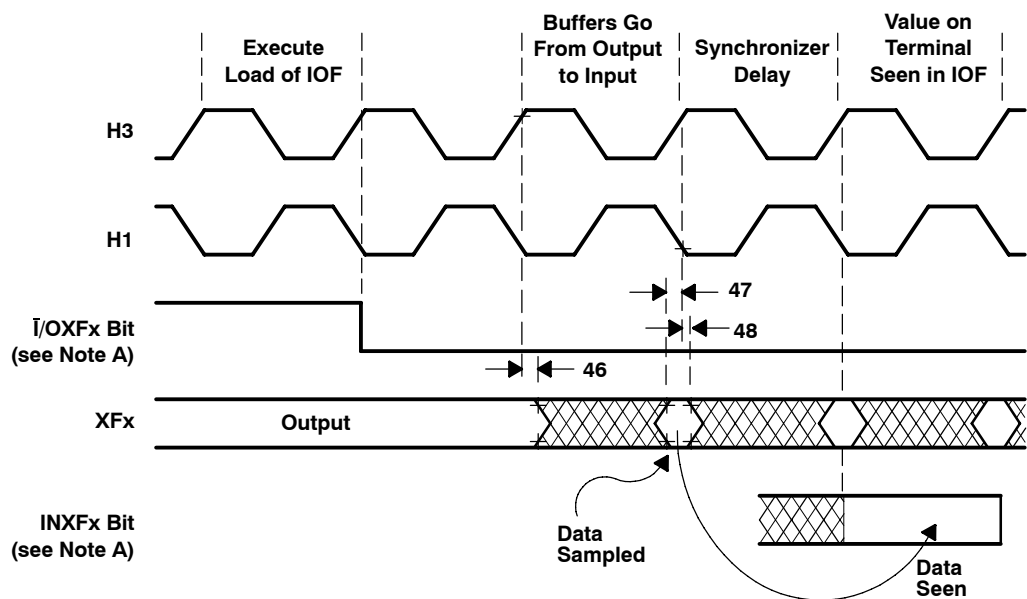 Execute
Load of IOF
Buffers Go
From Output
to Input
Synchronizer
Delay
Value on
Terminal
Seen in IOF
H3
H1
47
48
Ī/OXFx Bit
(see Note A)
46
XFx
Output
INXFx Bit
(see Note A)
Data
Sampled
Data
Seen